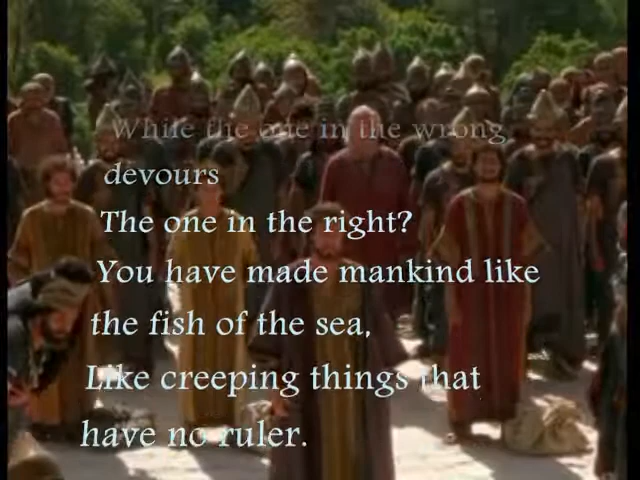 While the one in the wrong
devours
The one in the right?
You have made mankind like
the fish of the sea,
Like creeping things that
have no ruler.